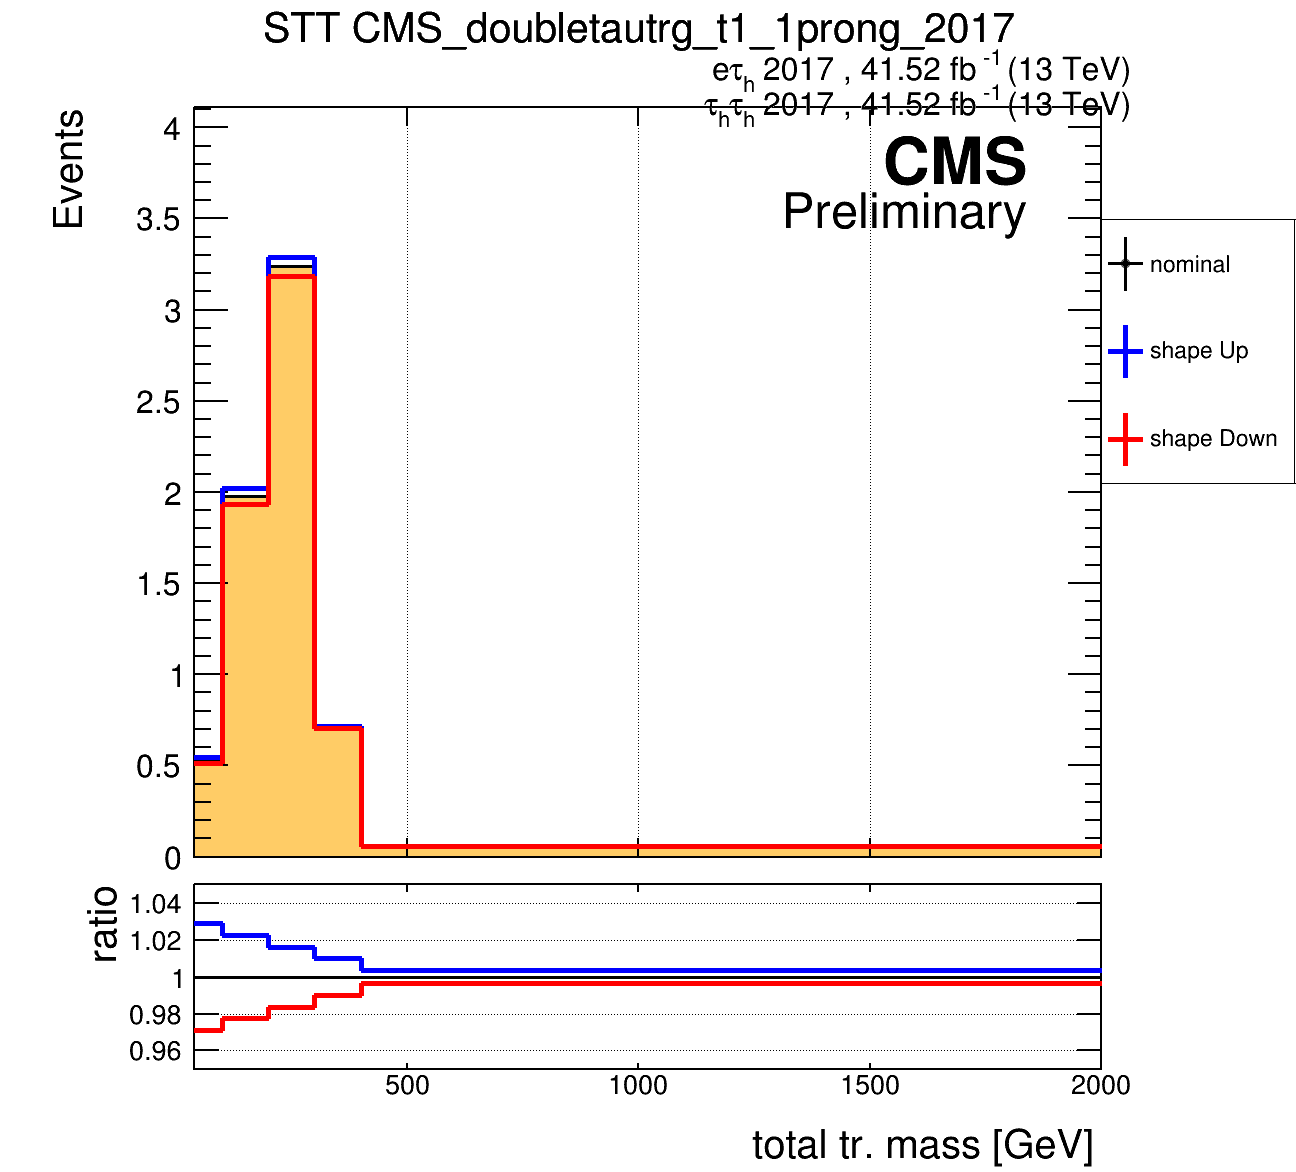 STT CMS_doubletautrg_t1_1prong_2017
eτh 2017 , 41.52 fb-1 (13 TeV)
τhτh 2017 , 41.52 fb-1 (13 TeV)
CMS
Preliminary
Events
4
3.5
3
2.5
2
1.5
1
0.5
0
nominal
shape Up
shape Down
ratio
1.04
1.02
1
0.98
0.96
500 1000 1500 2000
total tr. mass [GeV]